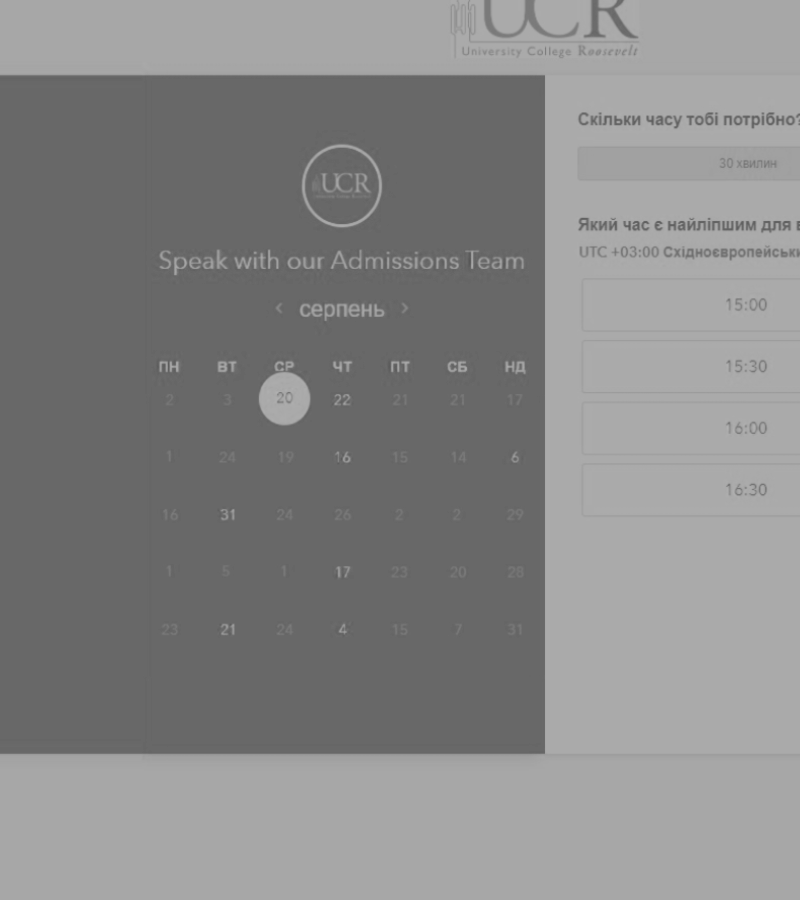 UCR
University College Roosevelt
UCR
Speak with our Admissions Team
‹ серпень ›
ПН ВТ СР ЧТ ПТ СБ НД
2 3 20 22 21 21 17
1 24 19 16 15 14 6
16 31 24 26 2 2 29
1 5 1 17 23 20 28
23 21 24 4 15 7 31
Скільки часу тобі потрібно?
30 хвилин
Який час є найліпшим для в
UTC +03:00 Східноєвропейськи
15:00
15:30
16:00
16:30